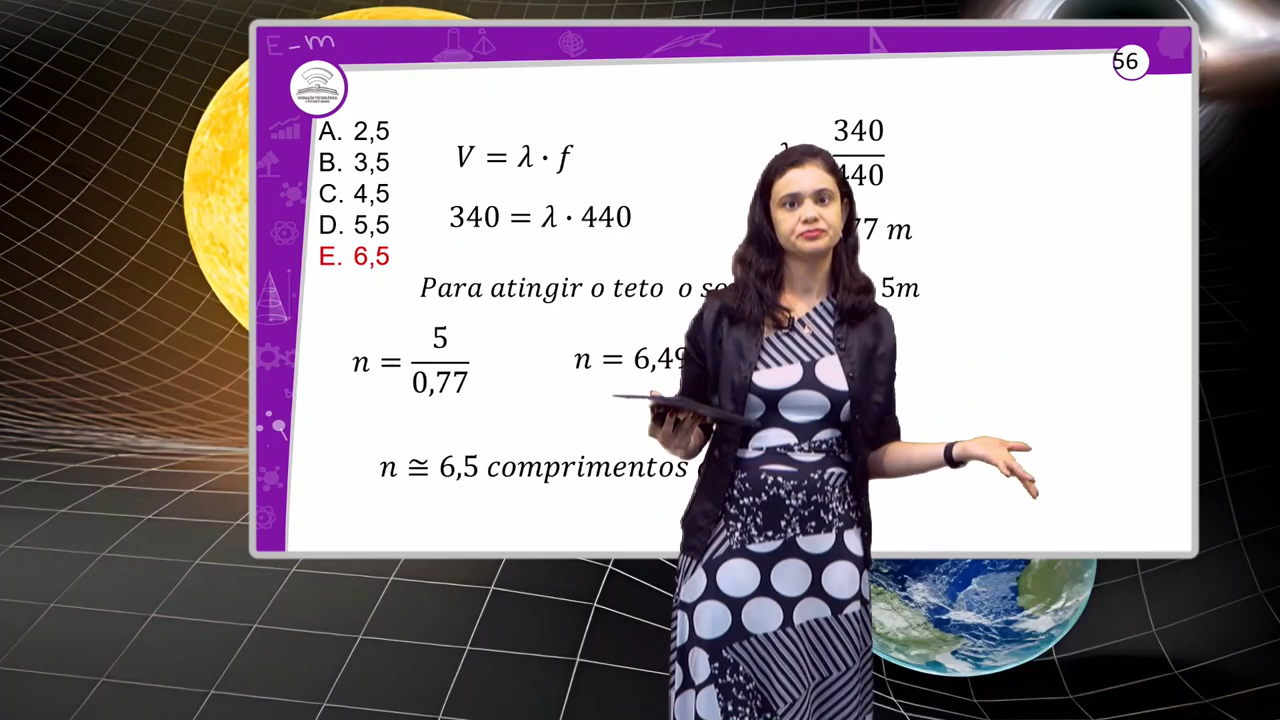 E-m
56
A. 2,5
B. 3,5
C. 4,5
D. 5,5
E. 6,5
V = λ · f
340 = λ · 440
340
440
77 m
Para atingir o teto o 5m
n = 5/0,77
n = 6,49
n ≅ 6,5 comprimentos